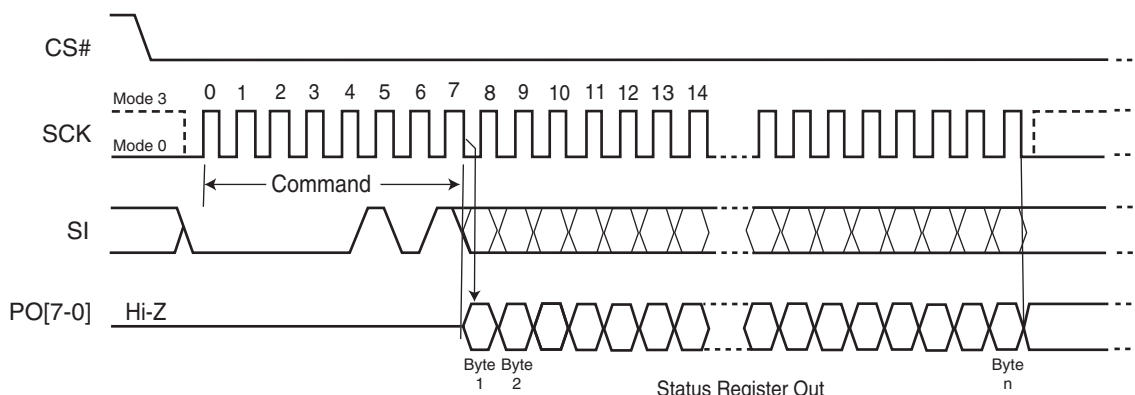 CS#
Mode 3
SCK
Mode 0
0 1 2 3 4 5 6 7 8 9 10 11 12 13 14
Command
SI
PO[7-0]
Hi-Z
Byte 1
Byte 2
Byte n
Status Register Out